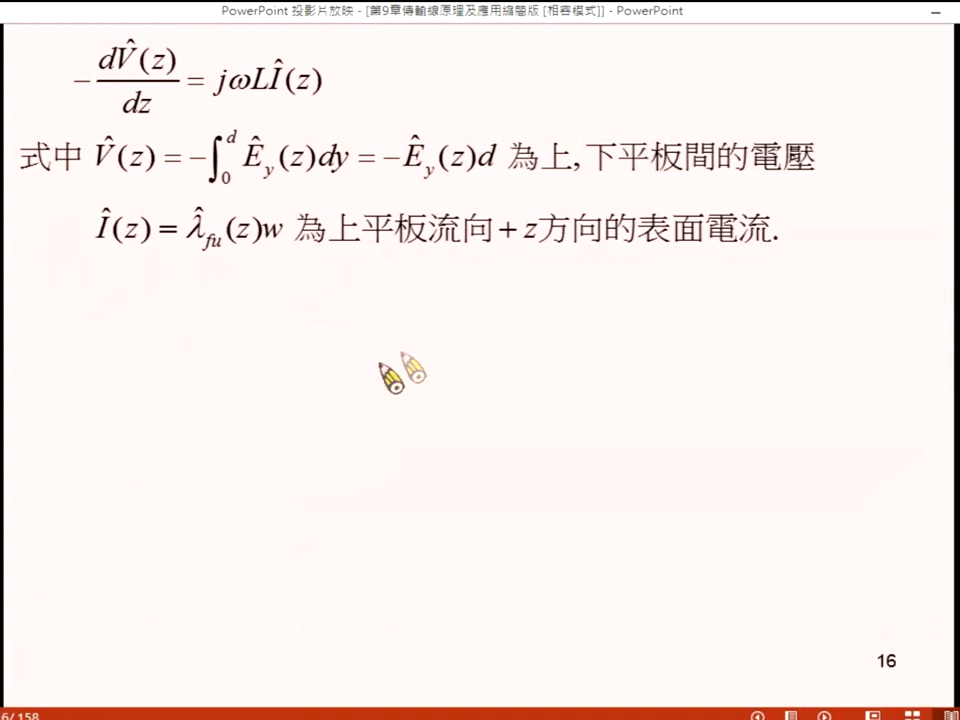 PowerPoint 投影片放映 - [第9章傳輸線原理及應用縮簡版 [相容模式]] - PowerPoint
−dV̂(z)/dz = jωLÎ(z)
式中 V̂(z) = −∫₀ᵈ Ê_y(z)dy = −Ê_y(z)d 為上,下平板間的電壓
Î(z) = λ̂_fu(z)w 為上平板流向+z方向的表面電流.
16
6/158